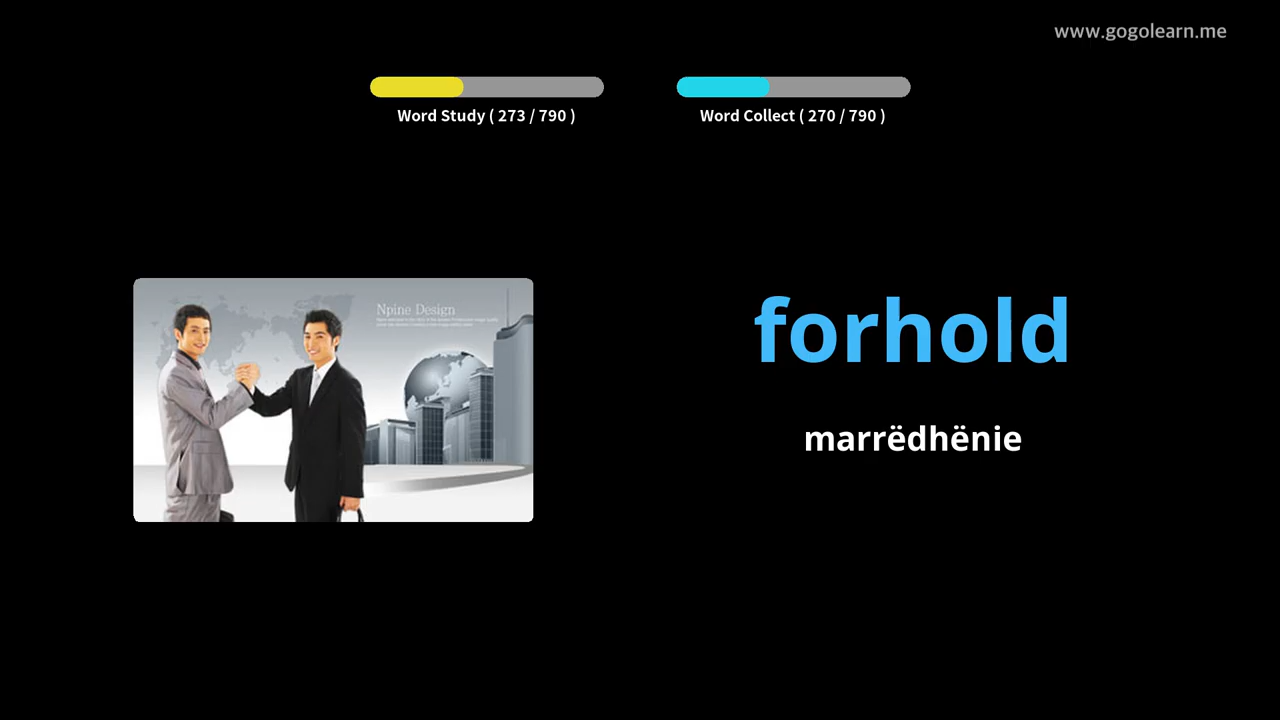 www.gogolearn.me
Word Study ( 273 / 790 )
Word Collect ( 270 / 790 )
Npine Design
forhold
marrëdhënie